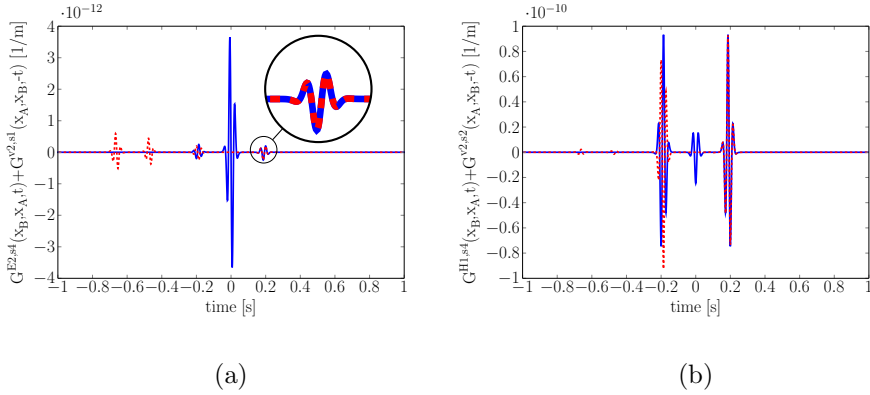 ·10⁻¹²
G^{E2,s4}(x_B,x_A,t)+G^{v2,s1}(x_A,x_B,-t) [1/m]
4
3
2
1
0
−1
−2
−3
−4
−1 −0.8 −0.6 −0.4 −0.2 0 0.2 0.4 0.6 0.8 1
time [s]
(a)
·10⁻¹⁰
G^{H1,s4}(x_B,x_A,t)+G^{v2,s2}(x_A,x_B,-t) [1/m]
1
0.8
0.6
0.4
0.2
0
−0.2
−0.4
−0.6
−0.8
−1
−1 −0.8 −0.6 −0.4 −0.2 0 0.2 0.4 0.6 0.8 1
time [s]
(b)